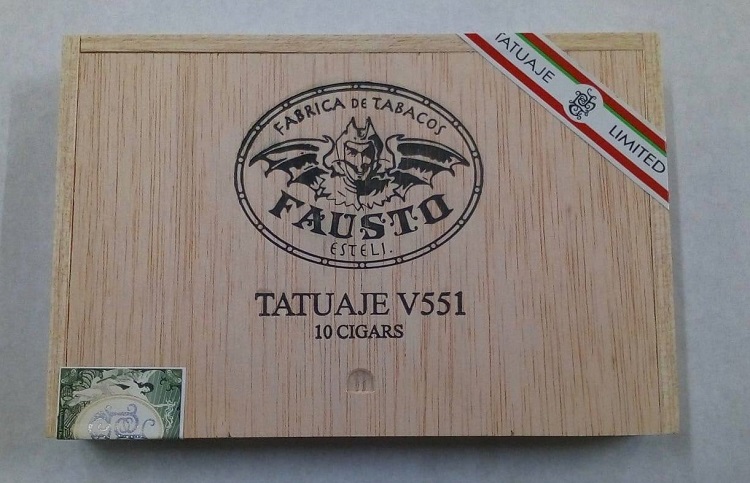 TATUAJE
LIMITED
FABRICA DE TABACOS
FAUSTO
ESTELI.
TATUAJE V551
10 CIGARS